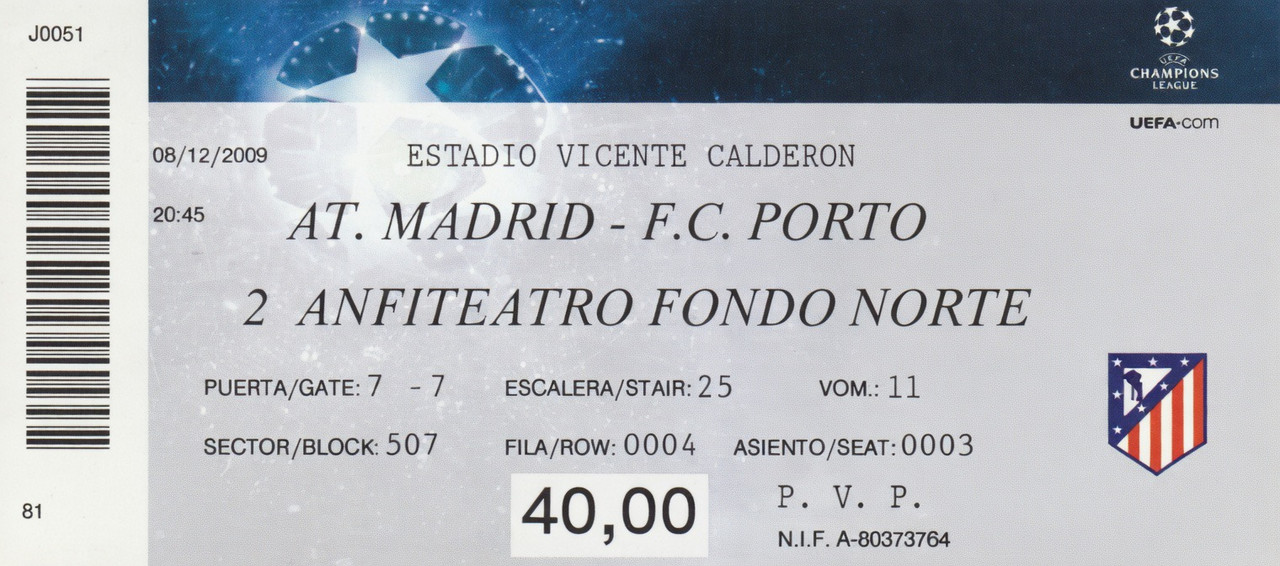 J0051
81
UEFA
CHAMPIONS
LEAGUE
UEFA.com
08/12/2009
ESTADIO VICENTE CALDERON
20:45
AT. MADRID - F.C. PORTO
2 ANFITEATRO FONDO NORTE
PUERTA/GATE: 7 - 7 ESCALERA/STAIR: 25 VOM.: 11
SECTOR/BLOCK: 507 FILA/ROW: 0004 ASIENTO/SEAT: 0003
40,00
P. V. P.
N.I.F. A-80373764